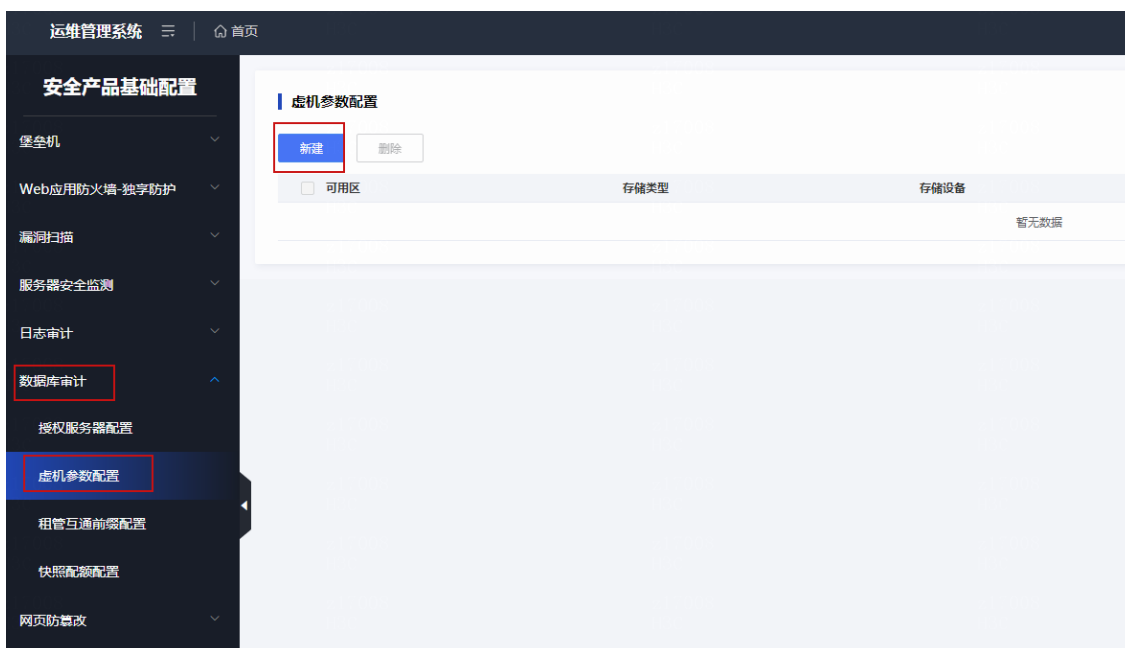 运维管理系统 首页
安全产品基础配置
堡垒机
Web应用防火墙-独享防护
漏洞扫描
服务器安全监测
日志审计
数据库审计
授权服务器配置
虚机参数配置
租管互通前缀配置
快照配额配置
网页防篡改
虚机参数配置
新建 删除
可用区 存储类型 存储设备
暂无数据